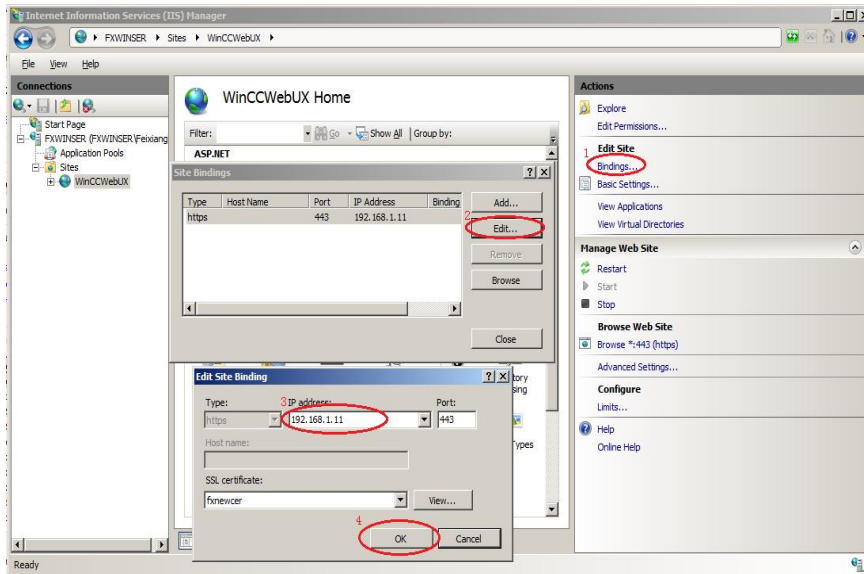 Internet Information Services (IIS) Manager
FXWINSER Sites WinCCWebUX
File View Help
Connections
Start Page
FXWINSER (FXWINSER\Feixiang
Application Pools
Sites
WinCCWebUX
WinCCWebUX Home
Filter: Go Show All Group by:
ASP.NET
Site Bindings
Type Host Name Port IP Address Binding
https 443 192.168.1.11
Add...
2
Edit...
Remove
Browse
Close
Edit Site Binding
Type: 3 IP address: Port:
https 192.168.1.11 443
Host name:
SSL certificate:
fxnewcer View...
4
OK Cancel
tory
sing
ypes
Actions
Explore
Edit Permissions...
1 Edit Site
Bindings...
Basic Settings...
View Applications
View Virtual Directories
Manage Web Site
Restart
Start
Stop
Browse Web Site
Browse *:443 (https)
Advanced Settings...
Configure
Limits...
Help
Online Help
Ready